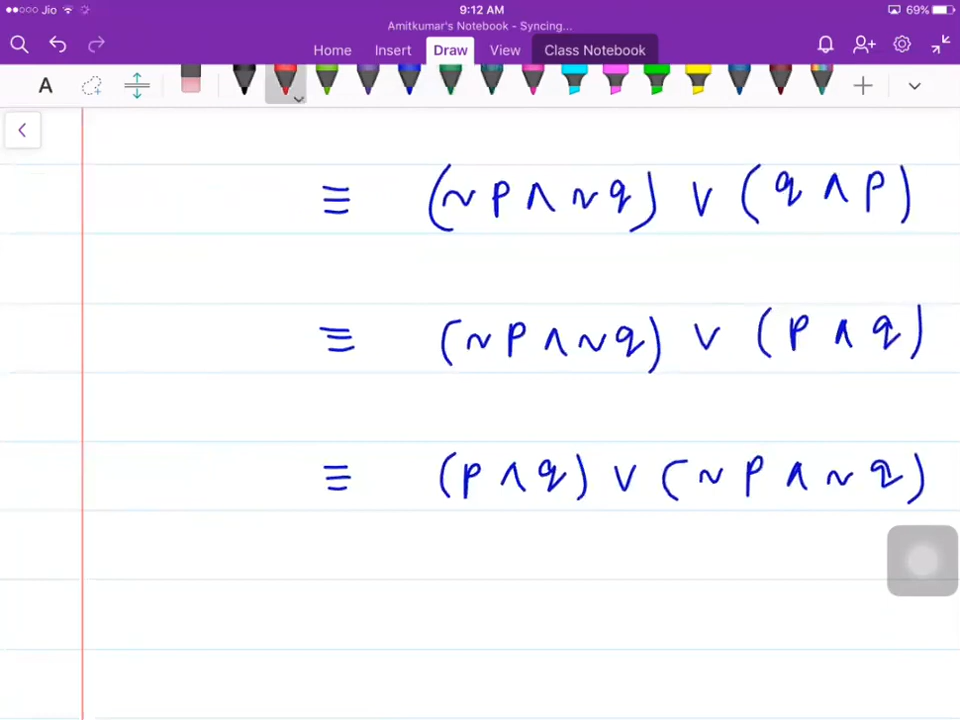 Jio 9:12 AM 69%
Amitkumar's Notebook - Syncing...
Home Insert Draw View Class Notebook
A
≡ (~p∧~q) ∨ (q∧p)
≡ (~p∧~q) ∨ (p∧q)
≡ (p∧q) ∨ (~p∧~q)